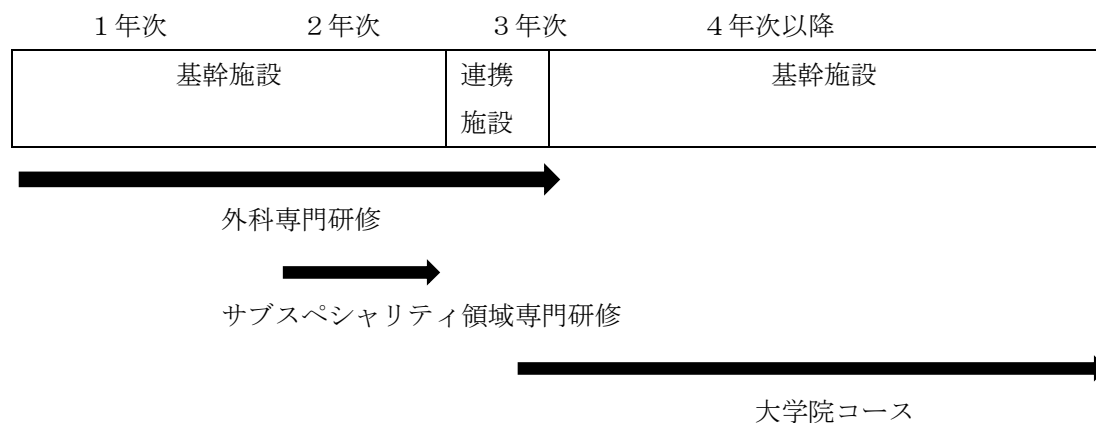 １年次 ２年次 ３年次 ４年次以降
基幹施設 連携 基幹施設
施設
外科専門研修
サブスペシャリティ領域専門研修
大学院コース